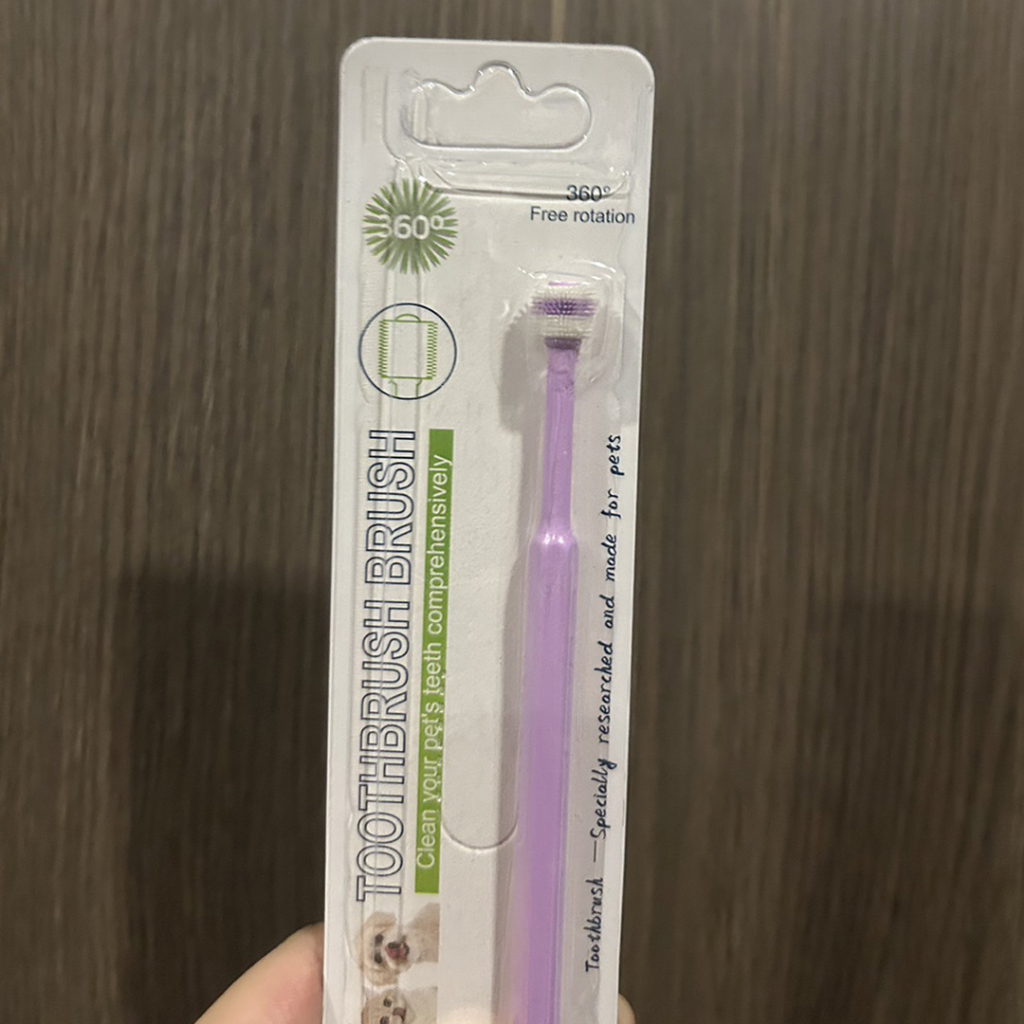 360°
Free rotation
360°
TOOTHBRUSH BRUSH
Clean your pet's teeth comprehensively
Toothbrush —Specially researched and made for pets